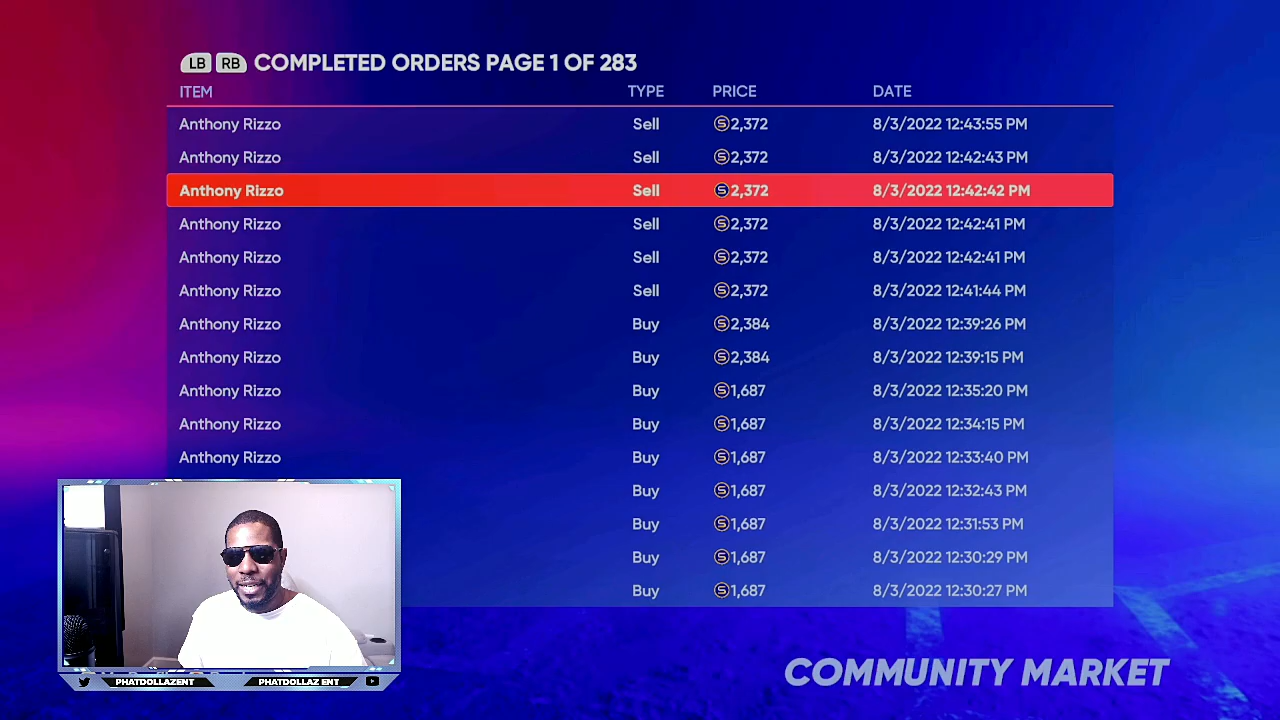 LB RB COMPLETED ORDERS PAGE 1 OF 283
ITEM TYPE PRICE DATE
Anthony Rizzo Sell S 2,372 8/3/2022 12:43:55 PM
Anthony Rizzo Sell S 2,372 8/3/2022 12:42:43 PM
Anthony Rizzo Sell S 2,372 8/3/2022 12:42:42 PM
Anthony Rizzo Sell S 2,372 8/3/2022 12:42:41 PM
Anthony Rizzo Sell S 2,372 8/3/2022 12:42:41 PM
Anthony Rizzo Sell S 2,372 8/3/2022 12:41:44 PM
Anthony Rizzo Buy S 2,384 8/3/2022 12:39:26 PM
Anthony Rizzo Buy S 2,384 8/3/2022 12:39:15 PM
Anthony Rizzo Buy S 1,687 8/3/2022 12:35:20 PM
Anthony Rizzo Buy S 1,687 8/3/2022 12:34:15 PM
Anthony Rizzo Buy S 1,687 8/3/2022 12:33:40 PM
Buy S 1,687 8/3/2022 12:32:43 PM
Buy S 1,687 8/3/2022 12:31:53 PM
Buy S 1,687 8/3/2022 12:30:29 PM
Buy S 1,687 8/3/2022 12:30:27 PM
COMMUNITY MARKET
PHATDOLLAZENT PHATDOLLAZ ENT